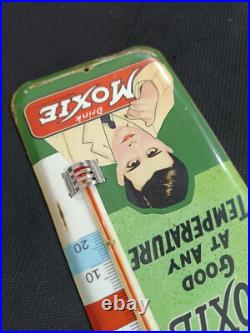 Drink
MOXIE
GOOD
AT ANY
TEMPERATURE
20
10